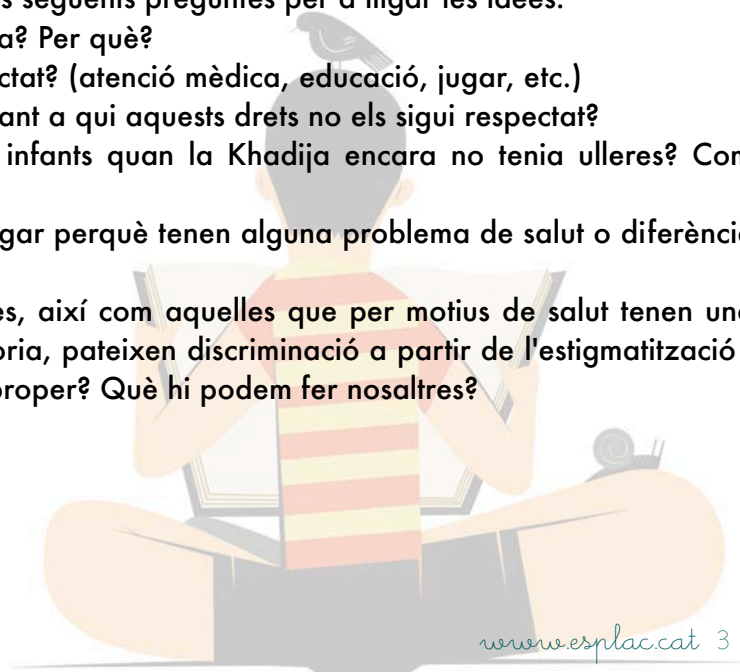 s següents preguntes per a lligar les idees:
a? Per què?
ctat? (atenció mèdica, educació, jugar, etc.)
ant a qui aquests drets no els sigui respectat?
infants quan la Khadija encara no tenia ulleres? Com
gar perquè tenen alguna problema de salut o diferènci
es, així com aquelles que per motius de salut tenen una
òria, pateixen discriminació a partir de l'estigmatització
proper? Què hi podem fer nosaltres?
www.esplac.cat 3